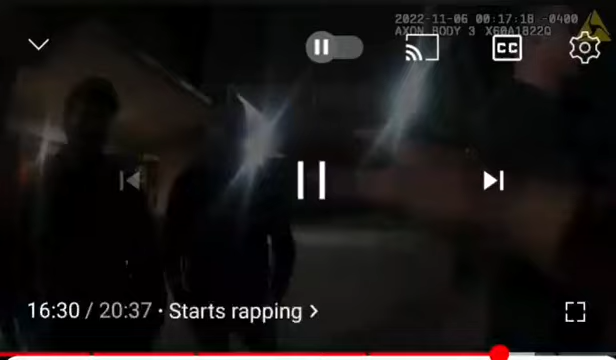 2022-11-06 00:17:18 -0400
AXON BODY 3 X60A1822Q
CC
16:30 / 20:37 · Starts rapping >